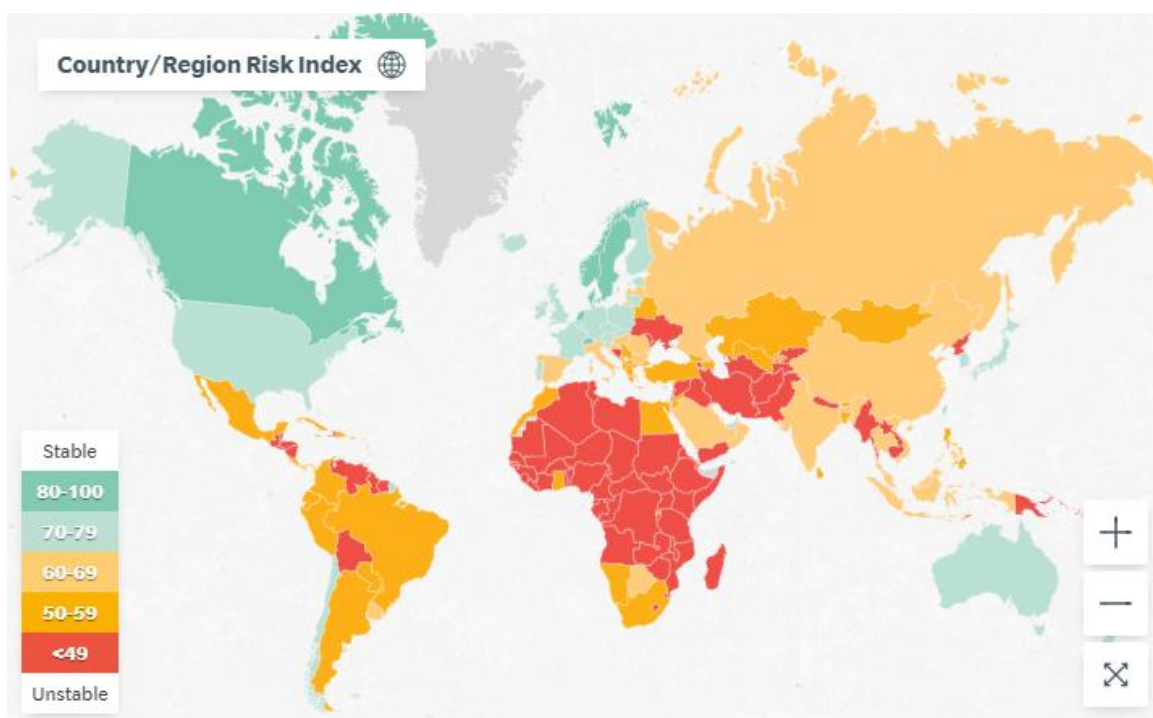 Country/Region Risk Index
Stable
80-100
70-79
60-69
50-59
<49
Unstable